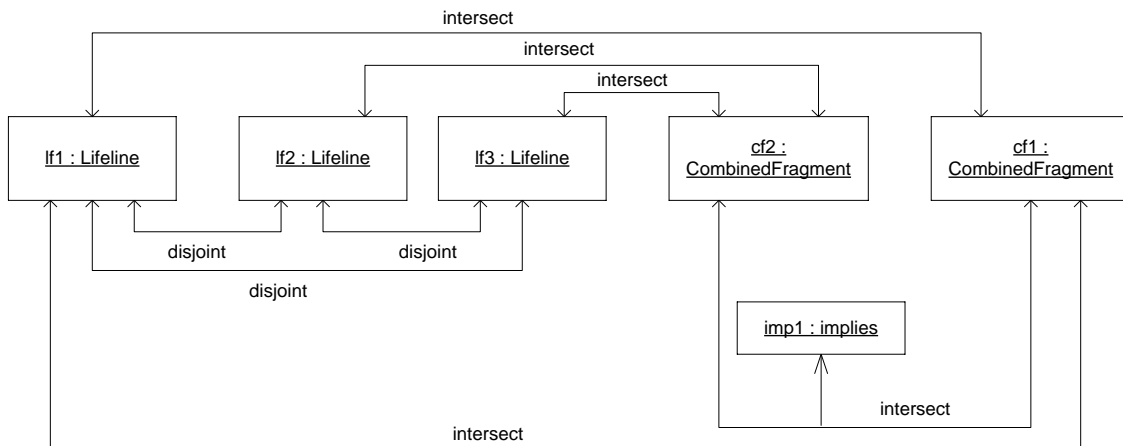 intersect
intersect
intersect
lf1 : Lifeline
lf2 : Lifeline
lf3 : Lifeline
cf2 :
CombinedFragment
cf1 :
CombinedFragment
disjoint
disjoint
disjoint
imp1 : implies
intersect
intersect